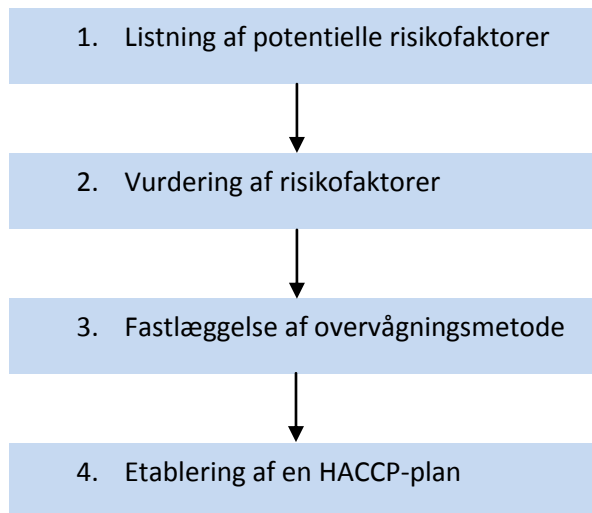 1. Listning af potentielle risikofaktorer
2. Vurdering af risikofaktorer
3. Fastlæggelse af overvågningsmetode
4. Etablering af en HACCP-plan